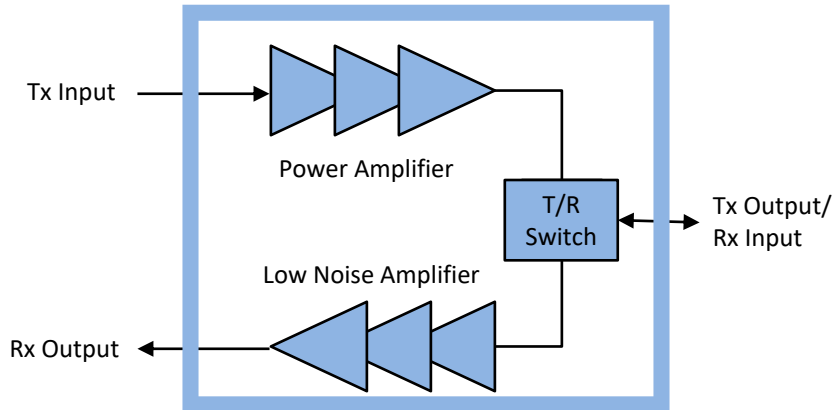 Tx Input
Power Amplifier
T/R
Switch
Tx Output/
Rx Input
Low Noise Amplifier
Rx Output